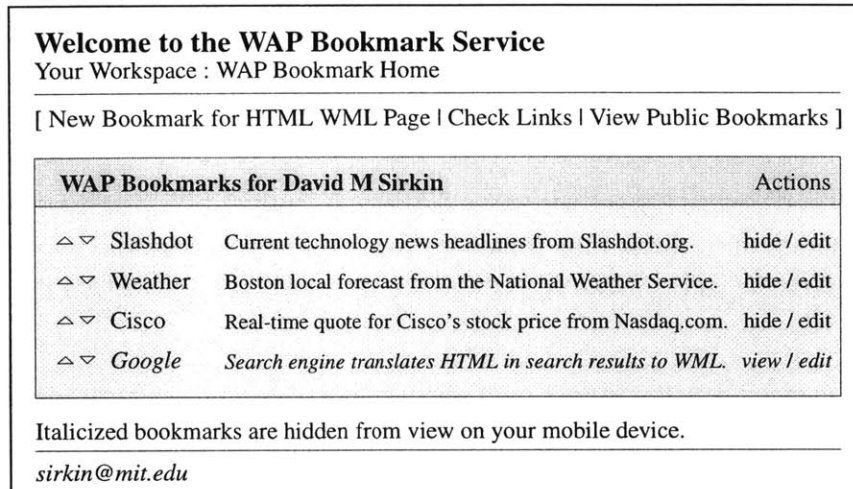 Welcome to the WAP Bookmark Service
Your Workspace : WAP Bookmark Home
[ New Bookmark for HTML WML Page | Check Links | View Public Bookmarks ]
WAP Bookmarks for David M Sirkin Actions
△ ▽ Slashdot Current technology news headlines from Slashdot.org. hide / edit
△ ▽ Weather Boston local forecast from the National Weather Service. hide / edit
△ ▽ Cisco Real-time quote for Cisco's stock price from Nasdaq.com. hide / edit
△ ▽ Google Search engine translates HTML in search results to WML. view / edit
Italicized bookmarks are hidden from view on your mobile device.
sirkin@mit.edu